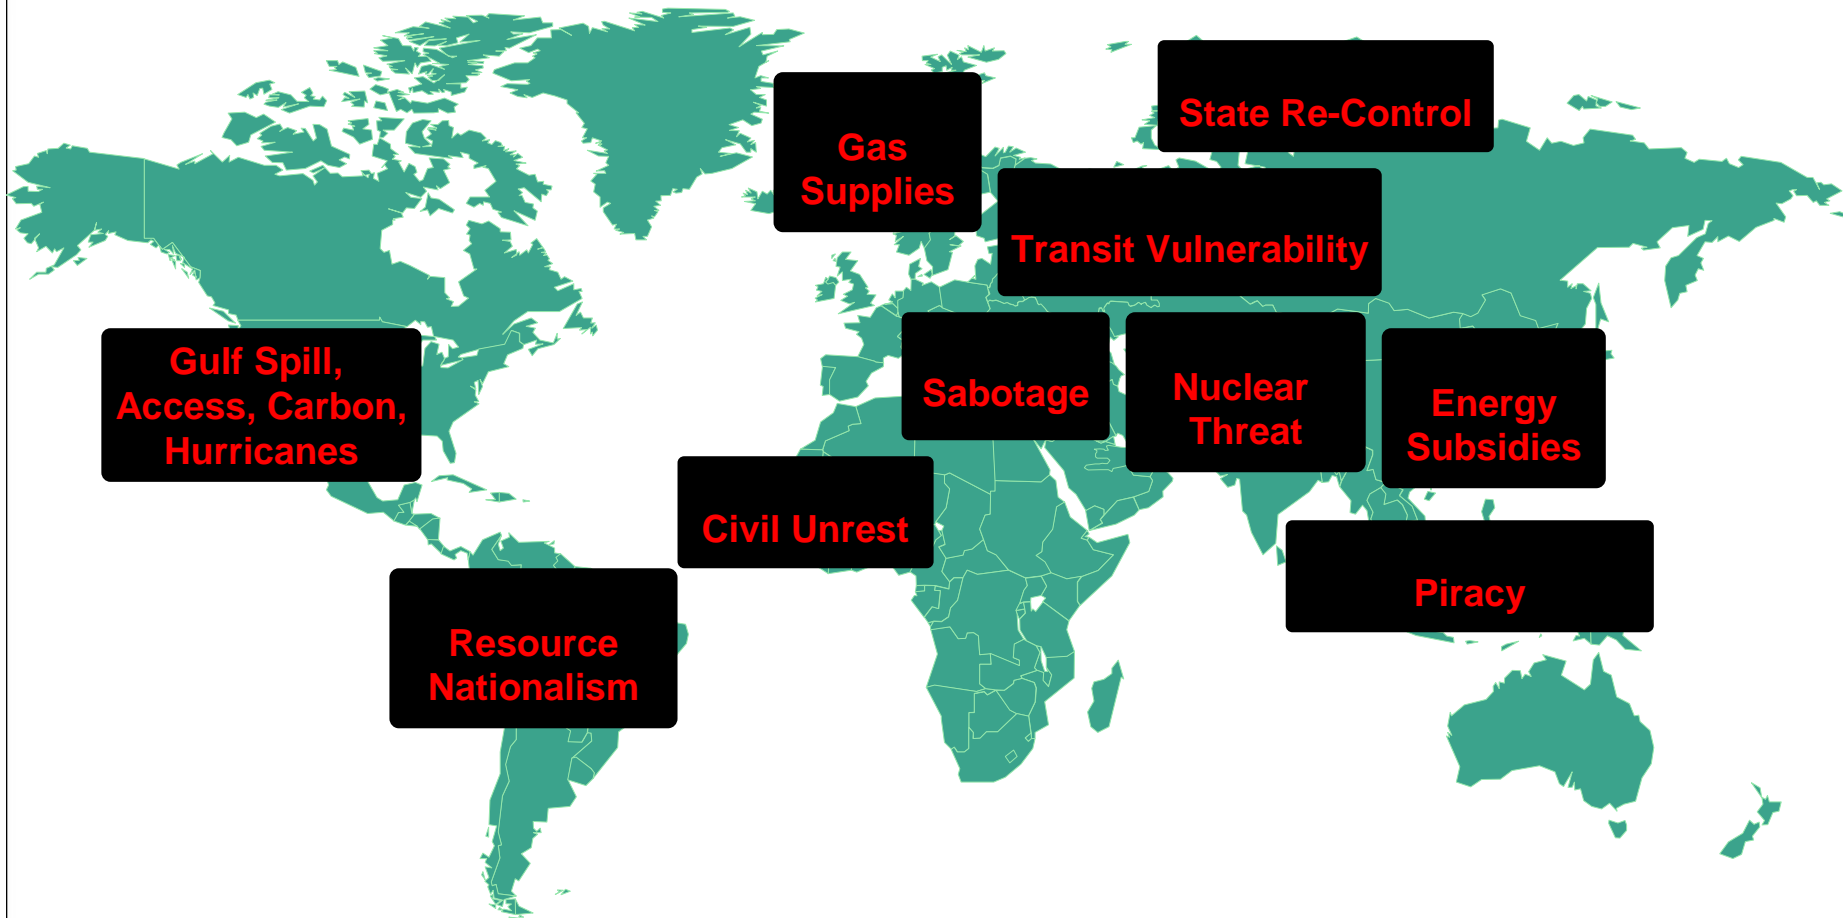 State Re-Control
Gas
Supplies
Transit Vulnerability
Gulf Spill,
Access, Carbon,
Hurricanes
Sabotage
Nuclear
Threat
Energy
Subsidies
Civil Unrest
Piracy
Resource
Nationalism